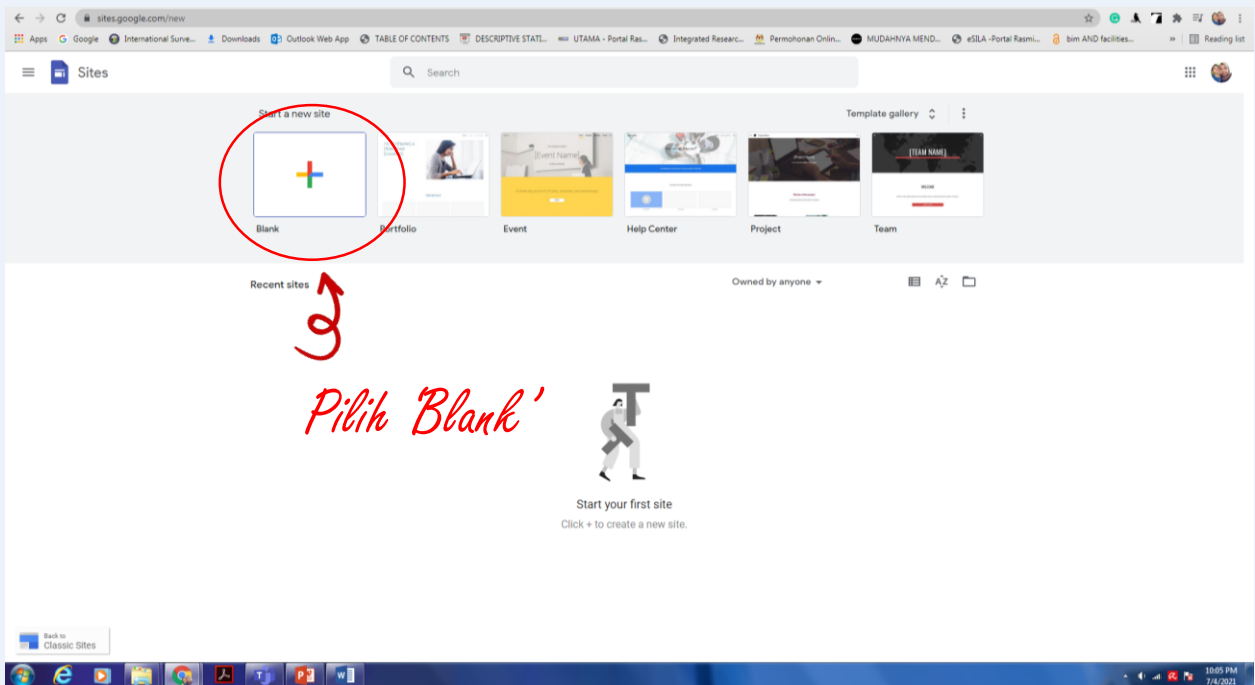 sites.google.com/new
Apps Google International Surve... Downloads Outlook Web App TABLE OF CONTENTS DESCRIPTIVE STATI... UTAMA - Portal Ras... Integrated Researc... Permohonan Onlin... MUDAHNYA MEND... eSILA -Portal Rasmi... bim AND facilities... » Reading list
Sites
Search
Start a new site
Template gallery
[Event Name]
[TEAM NAME]
WELCOME
Blank
Portfolio
Event
Help Center
Project
Team
Recent sites
Owned by anyone
AZ
Pilih 'Blank'
Start your first site
Click + to create a new site.
Back to
Classic Sites
10:05 PM
7/4/2021